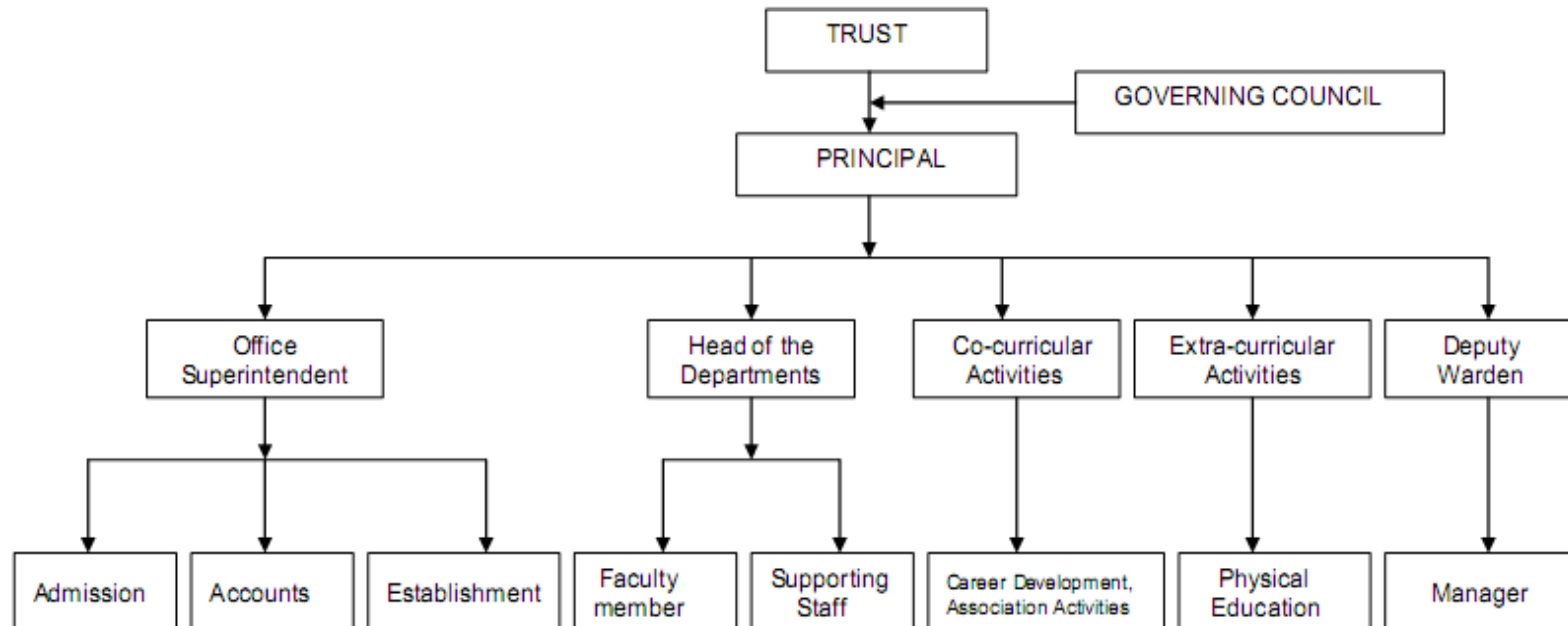 TRUST
GOVERNING COUNCIL
PRINCIPAL
Office
Superintendent
Head of the
Departments
Co-curricular
Activities
Extra-curricular
Activities
Deputy
Warden
Admission
Accounts
Establishment
Faculty
member
Supporting
Staff
Career Development,
Association Activities
Physical
Education
Manager